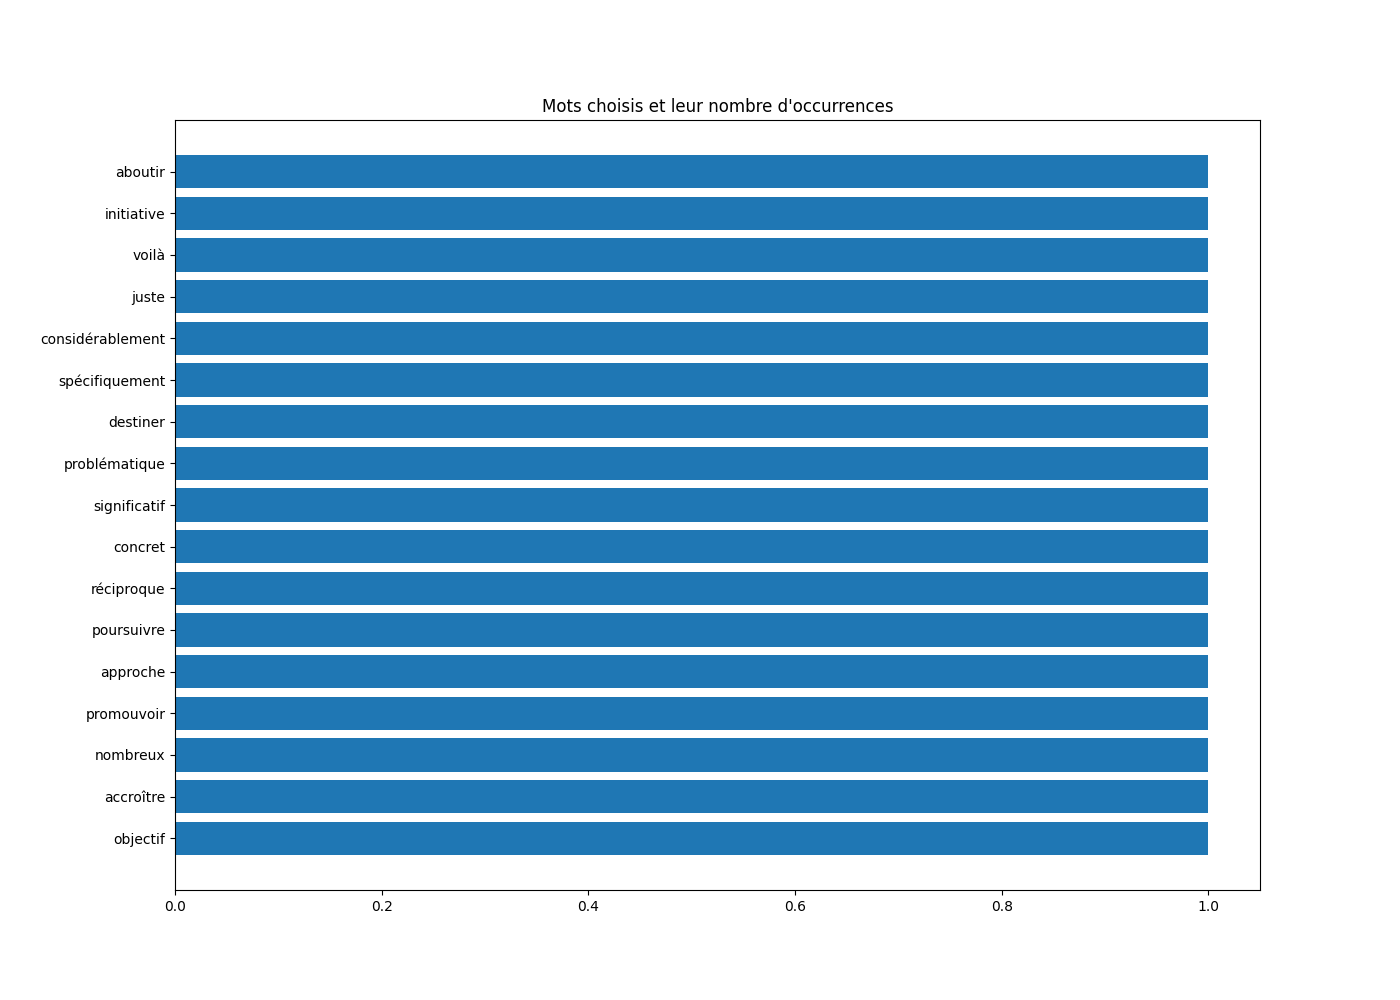 Mots choisis et leur nombre d'occurrences
aboutir
initiative
voilà
juste
considérablement
spécifiquement
destiner
problématique
significatif
concret
réciproque
poursuivre
approche
promouvoir
nombreux
accroître
objectif
0.0 0.2 0.4 0.6 0.8 1.0